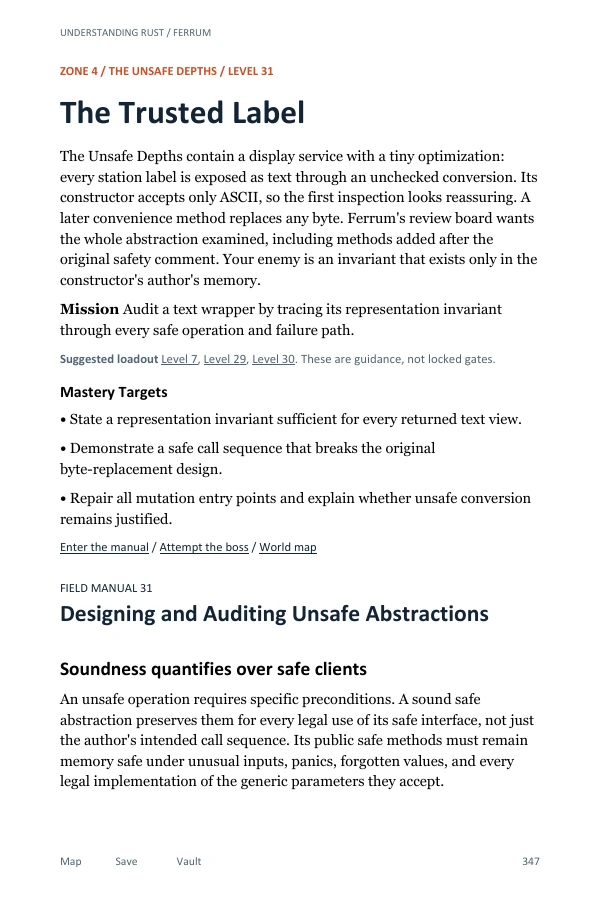 UNDERSTANDING RUST / FERRUM
ZONE 4 / THE UNSAFE DEPTHS / LEVEL 31
The Trusted Label
The Unsafe Depths contain a display service with a tiny optimization:
every station label is exposed as text through an unchecked conversion. Its
constructor accepts only ASCII, so the first inspection looks reassuring. A
later convenience method replaces any byte. Ferrum's review board wants
the whole abstraction examined, including methods added after the
original safety comment. Your enemy is an invariant that exists only in the
constructor's author's memory.
Mission Audit a text wrapper by tracing its representation invariant
through every safe operation and failure path.
Suggested loadout Level 7, Level 29, Level 30. These are guidance, not locked gates.
Mastery Targets
• State a representation invariant sufficient for every returned text view.
• Demonstrate a safe call sequence that breaks the original
byte-replacement design.
• Repair all mutation entry points and explain whether unsafe conversion
remains justified.
Enter the manual / Attempt the boss / World map
FIELD MANUAL 31
Designing and Auditing Unsafe Abstractions
Soundness quantifies over safe clients
An unsafe operation requires specific preconditions. A sound safe
abstraction preserves them for every legal use of its safe interface, not just
the author's intended call sequence. Its public safe methods must remain
memory safe under unusual inputs, panics, forgotten values, and every
legal implementation of the generic parameters they accept.
Map Save Vault 347